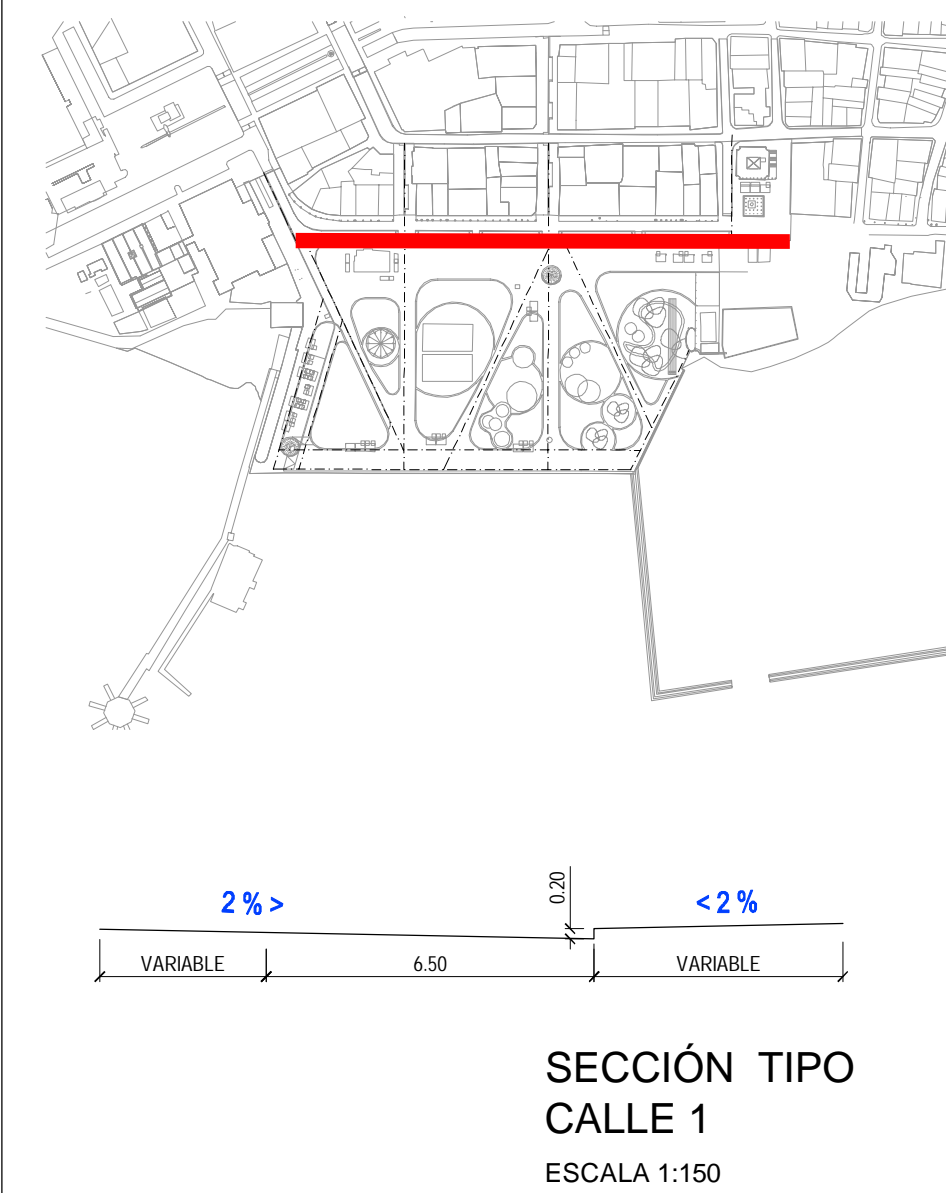 0.20
2 % >
< 2 %
VARIABLE
6.50
VARIABLE
SECCIÓN TIPO
CALLE 1
ESCALA 1:150